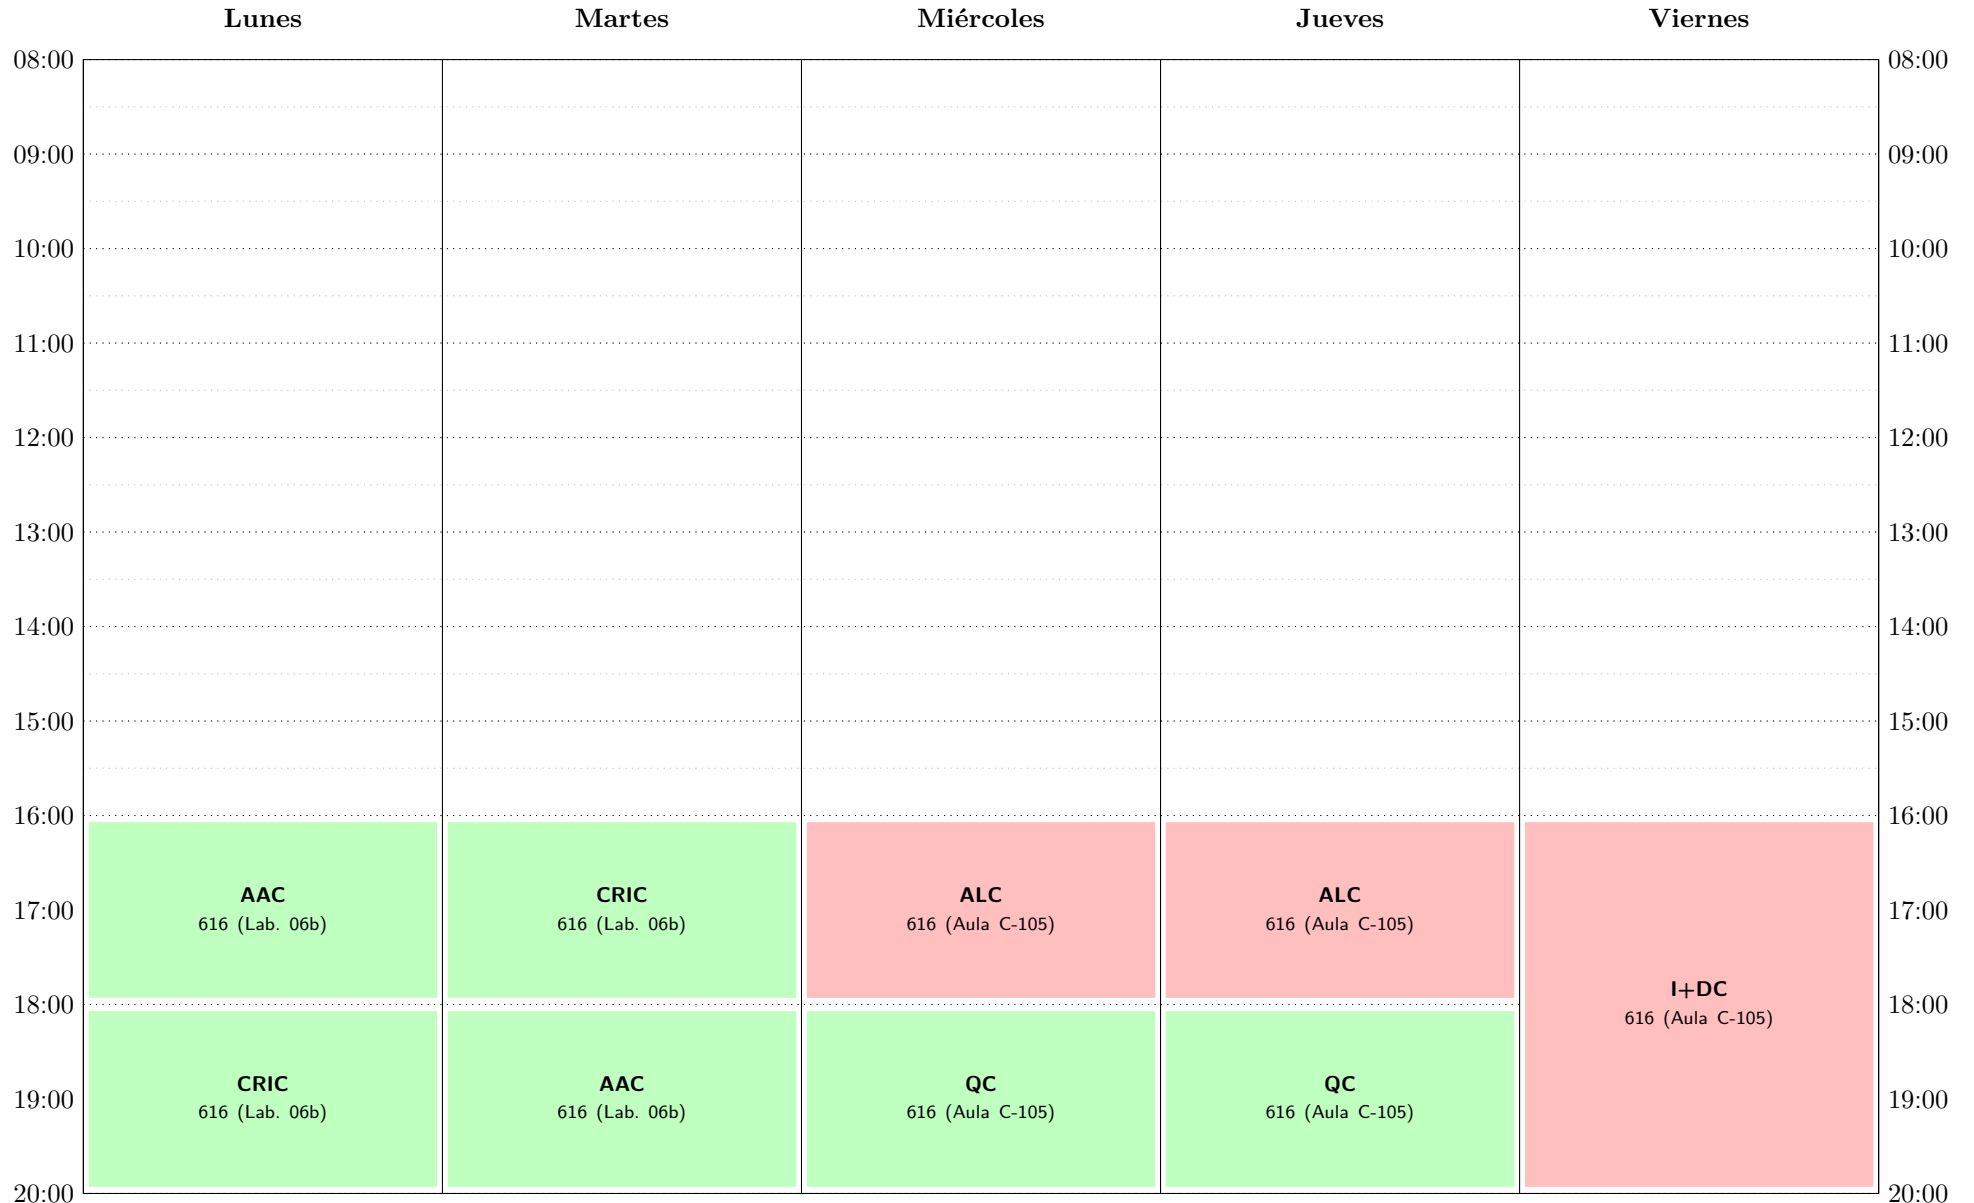 Lunes Martes Miércoles Jueves Viernes
08:00 08:00
09:00 09:00
10:00 10:00
11:00 11:00
12:00 12:00
13:00 13:00
14:00 14:00
15:00 15:00
16:00 16:00
AAC CRIC ALC ALC
17:00 616 (Lab. 06b) 616 (Lab. 06b) 616 (Aula C-105) 616 (Aula C-105) 17:00
I+DC
18:00 616 (Aula C-105) 18:00
CRIC AAC QC QC
19:00 616 (Lab. 06b) 616 (Lab. 06b) 616 (Aula C-105) 616 (Aula C-105) 19:00
20:00 20:00